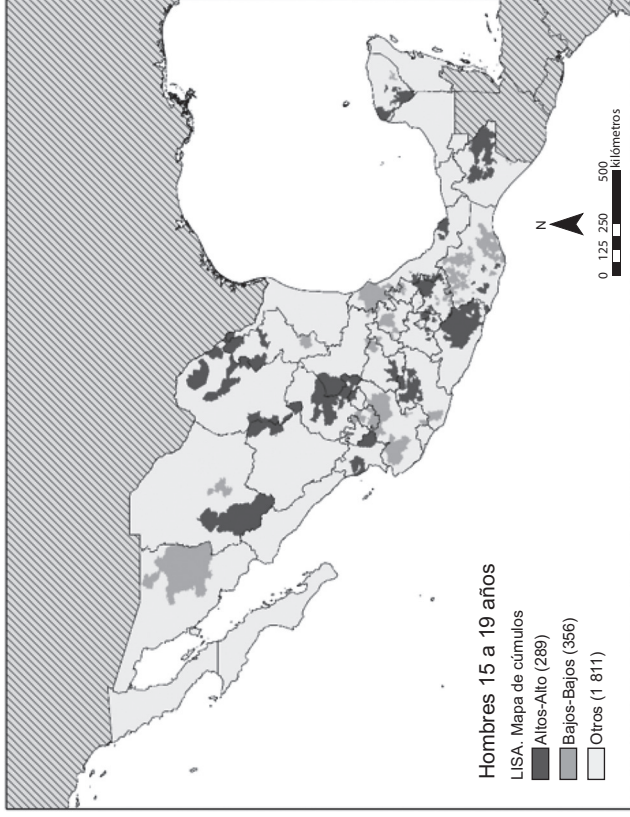 Hombres 15 a 19 años
LISA. Mapa de cúmulos
Altos-Alto (289)
Bajos-Bajos (356)
Otros (1 811)
N
0 125 250 500
kilómetros